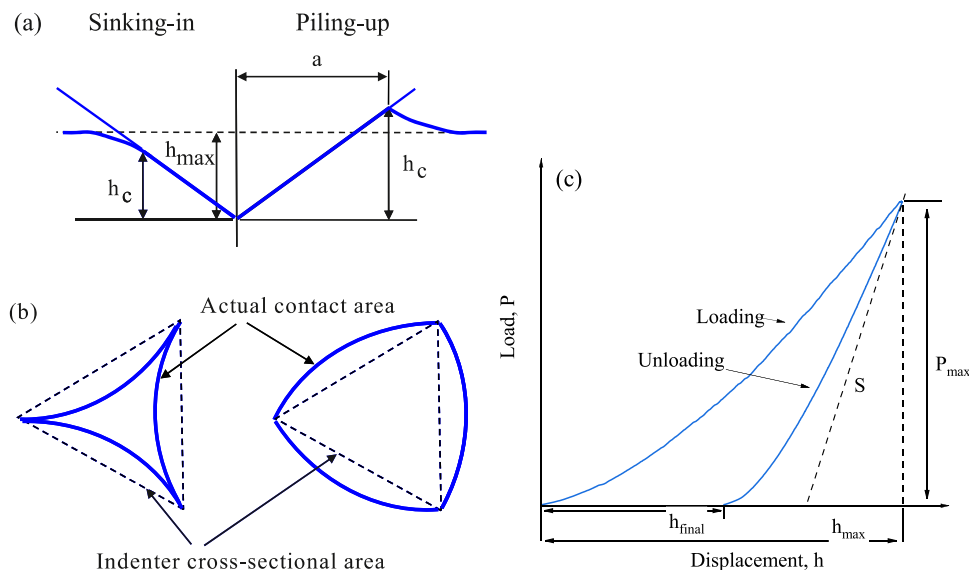 (a)
Sinking-in
Piling-up
a
h_max
h_c
h_c
(b)
Actual contact area
Indenter cross-sectional area
(c)
Load, P
Loading
Unloading
S
P_max
h_final
h_max
Displacement, h